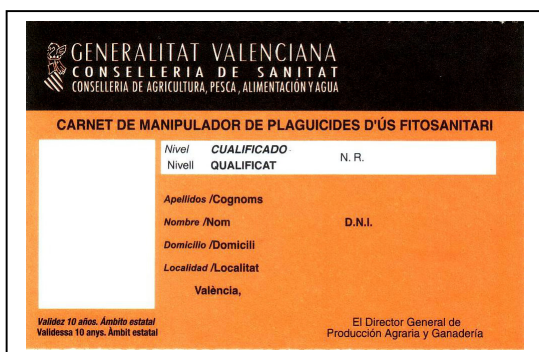 GENERALITAT VALENCIANA
CONSELLERIA DE SANITAT
CONSELLERIA DE AGRICULTURA, PESCA, ALIMENTACIÓN Y AGUA
CARNET DE MANIPULADOR DE PLAGUICIDES D'ÚS FITOSANITARI
Nivel CUALIFICADO
Nivell QUALIFICAT
N. R.
Apellidos /Cognoms
Nombre /Nom D.N.I.
Domicilio /Domicili
Localidad /Localitat
València,
Validez 10 años. Ámbito estatal
Validessa 10 anys. Àmbit estatal
El Director General de
Producción Agraria y Ganadería